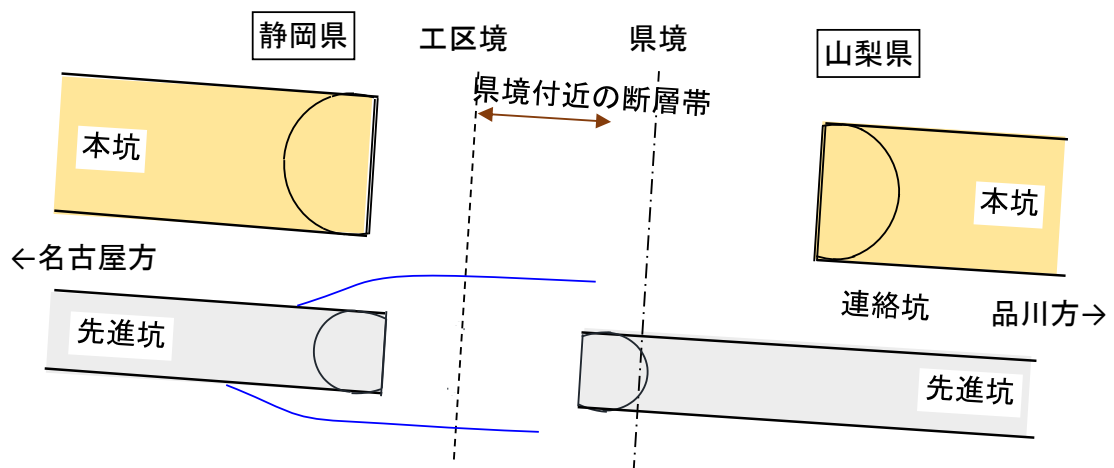 静岡県
工区境
県境
山梨県
県境付近の断層帯
本坑
本坑
←名古屋方
連絡坑
品川方→
先進坑
先進坑